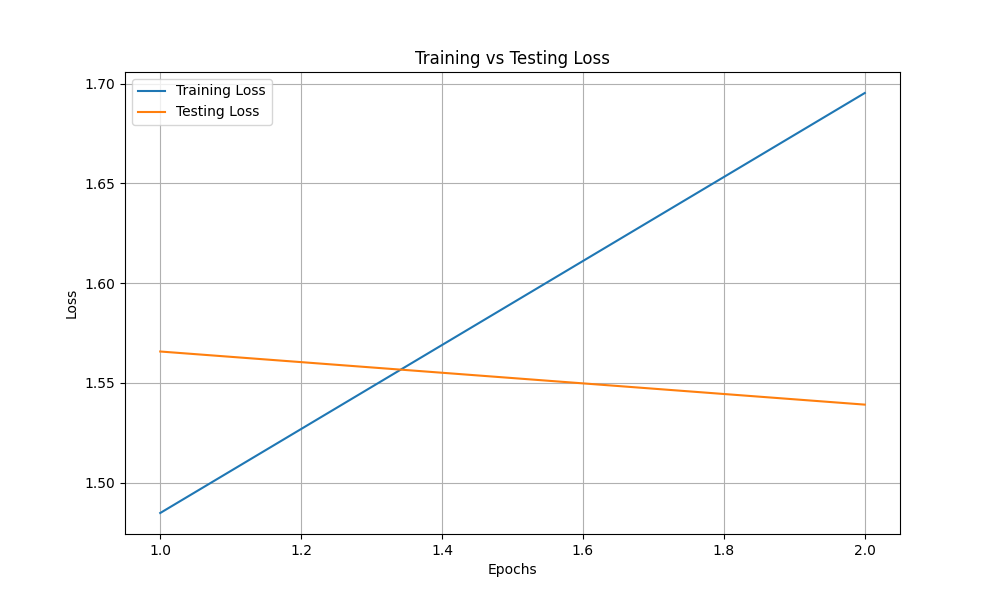 Training vs Testing Loss
Training Loss
Testing Loss
1.70
1.65
1.60
1.55
1.50
Loss
1.0 1.2 1.4 1.6 1.8 2.0
Epochs